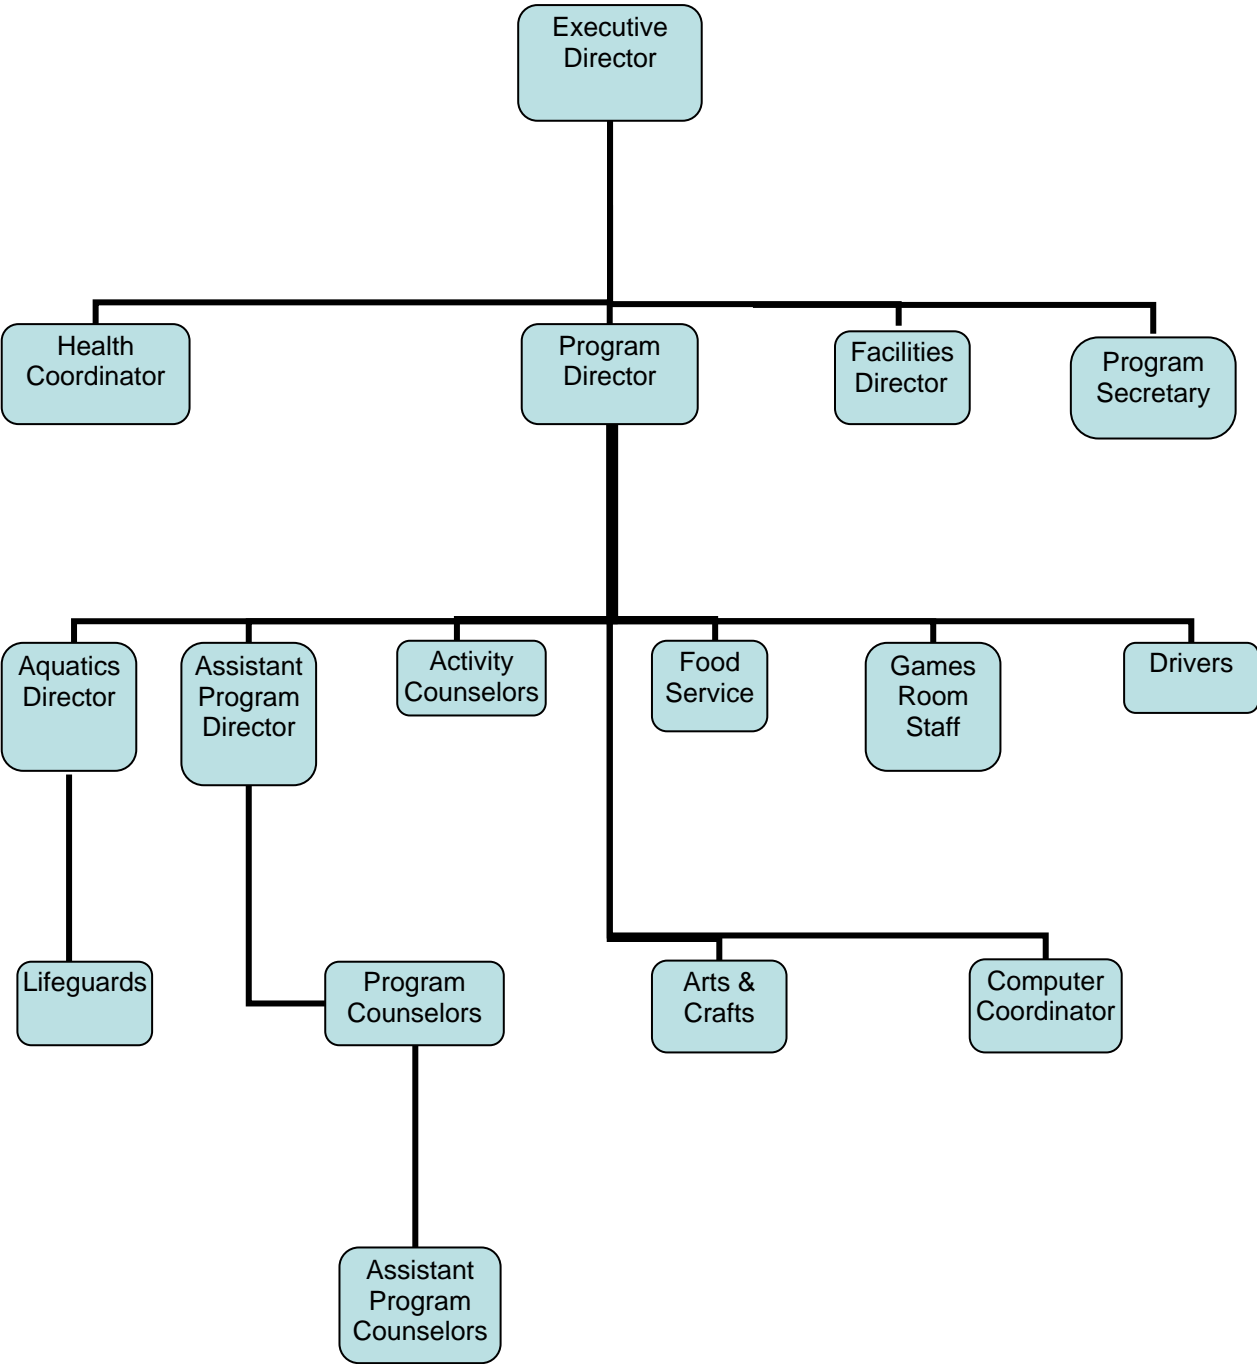 Executive
Director
Health
Coordinator
Program
Director
Facilities
Director
Program
Secretary
Aquatics
Director
Assistant
Program
Director
Activity
Counselors
Food
Service
Games
Room
Staff
Drivers
Lifeguards
Program
Counselors
Arts &
Crafts
Computer
Coordinator
Assistant
Program
Counselors